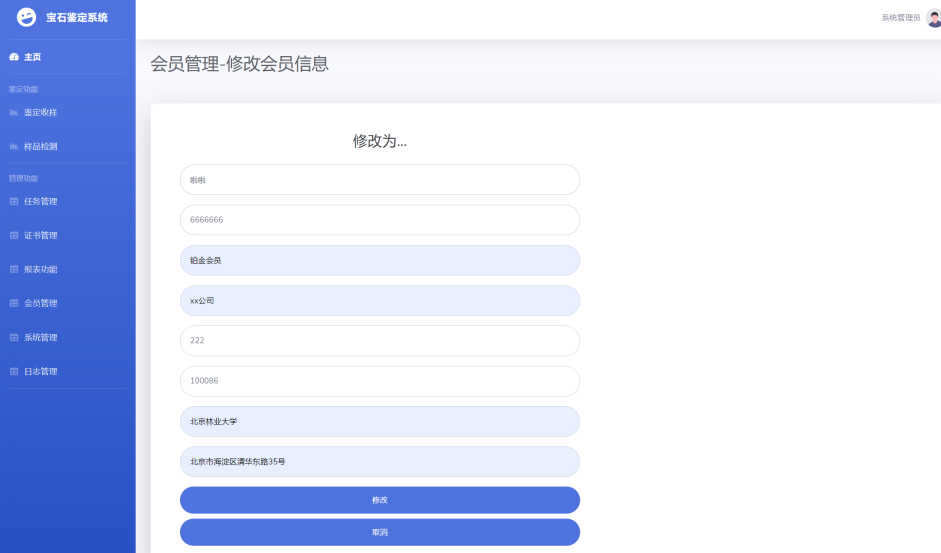 宝石鉴定系统
主页
鉴定功能
鉴定收样
样品检测
管理功能
任务管理
证书管理
报表功能
会员管理
系统管理
日志管理
系统管理员
会员管理-修改会员信息
修改为...
啦啦
6666666
铂金会员
xx公司
222
100086
北京林业大学
北京市海淀区清华东路35号
修改
取消